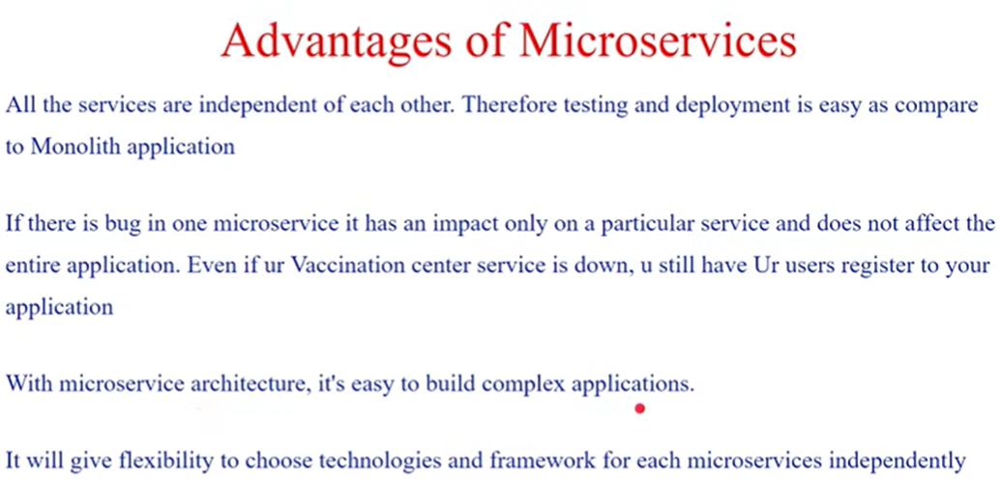 Advantages of Microservices
All the services are independent of each other. Therefore testing and deployment is easy as compare
to Monolith application
If there is bug in one microservice it has an impact only on a particular service and does not affect the
entire application. Even if ur Vaccination center service is down, u still have Ur users register to your
application
With microservice architecture, it's easy to build complex applications.
It will give flexibility to choose technologies and framework for each microservices independently